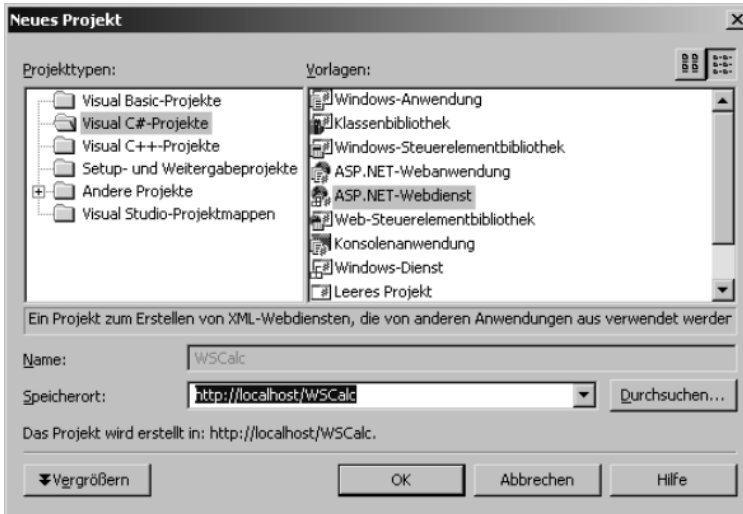 Neues Projekt
Projekttypen:
Vorlagen:
Visual Basic-Projekte
Visual C#-Projekte
Visual C++-Projekte
Setup- und Weitergabeprojekte
Andere Projekte
Visual Studio-Projektmappen
Windows-Anwendung
Klassenbibliothek
Windows-Steuerelementbibliothek
ASP.NET-Webanwendung
ASP.NET-Webdienst
Web-Steuerelementbibliothek
Konsolenanwendung
Windows-Dienst
Leeres Projekt
Ein Projekt zum Erstellen von XML-Webdiensten, die von anderen Anwendungen aus verwendet werder
Name:
WSCalc
Speicherort:
http://localhost/WSCalc
Durchsuchen...
Das Projekt wird erstellt in: http://localhost/WSCalc.
Vergrößern
OK
Abbrechen
Hilfe